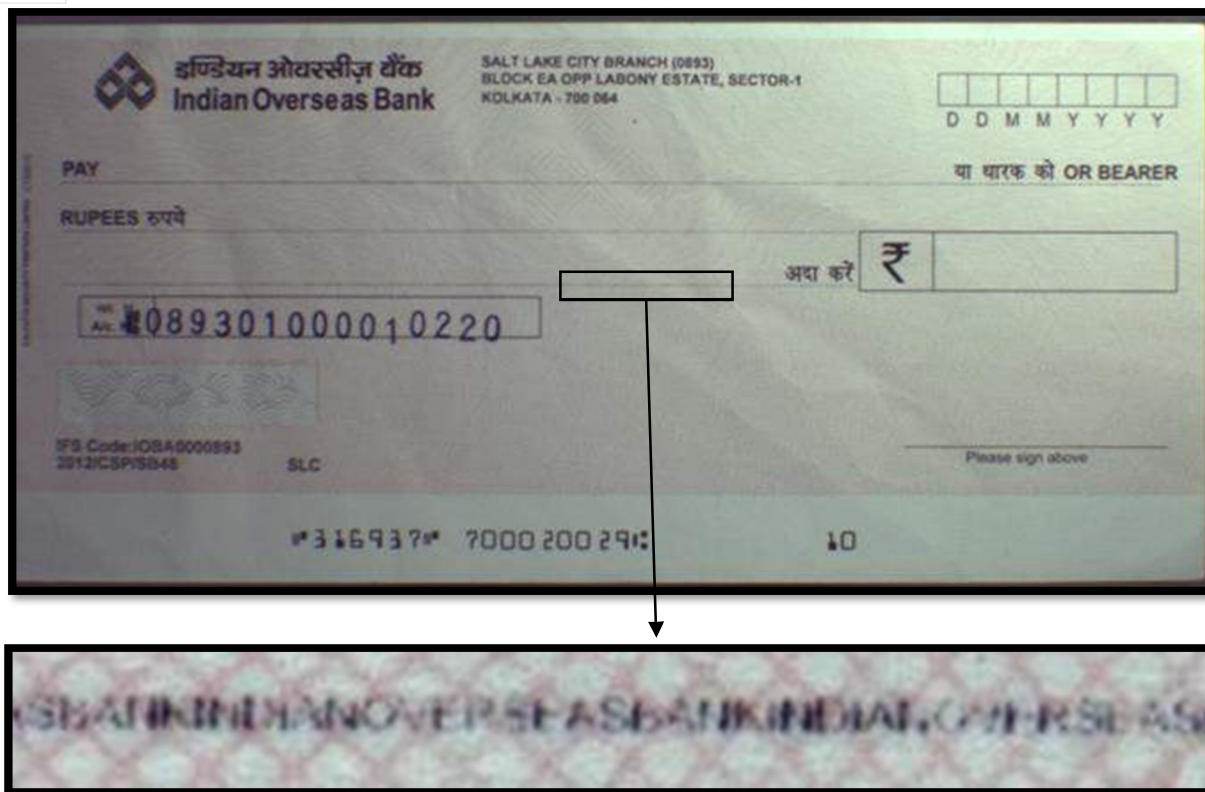 इण्डियन ओवरसीज़ बैंक
Indian Overseas Bank
SALT LAKE CITY BRANCH (0893)
BLOCK EA OPP LABONY ESTATE, SECTOR-1
KOLKATA - 700 064
D D M M Y Y Y Y
PAY
या धारक को OR BEARER
RUPEES रुपये
अदा करें ₹
A/c. 089301000010220
IFS Code:IOBA0000893
2012/CSP/SB48 SLC
Please sign above
⑈316937⑈ 700020029⑆ 10
SBANKINDIANOVERSEASBANKINDIANOVERSEAS